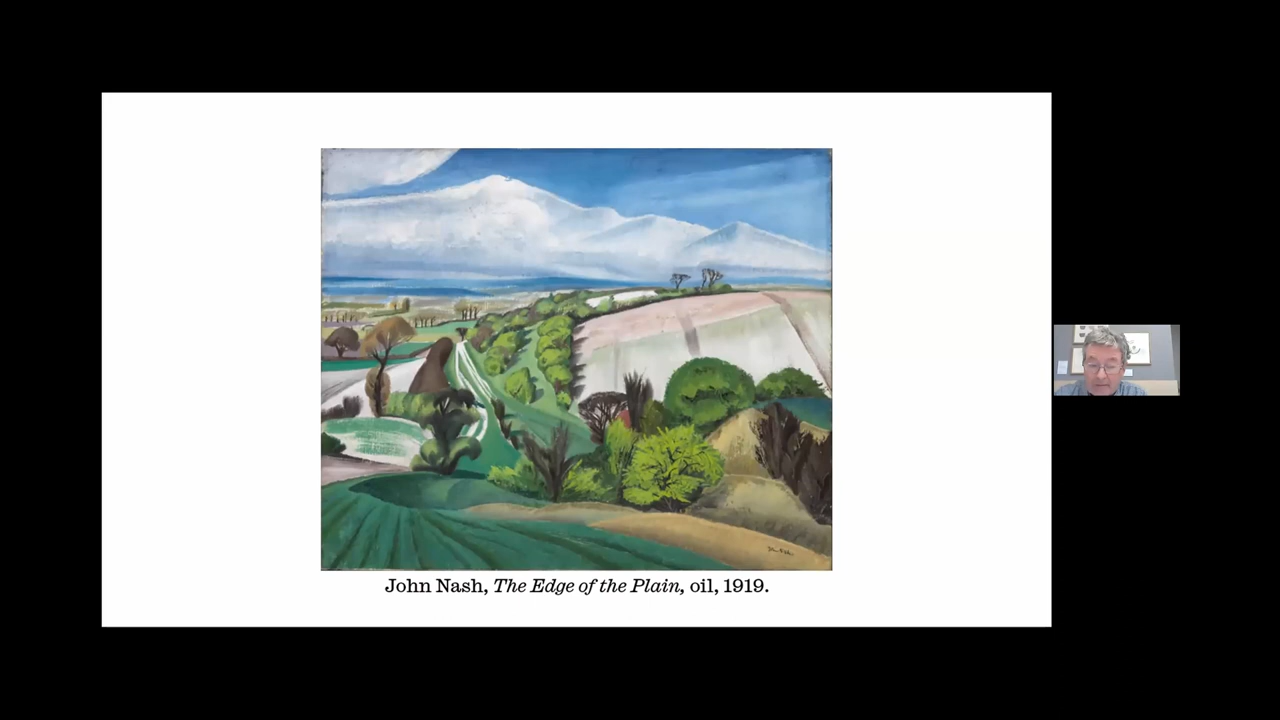 John Nash, The Edge of the Plain, oil, 1919.